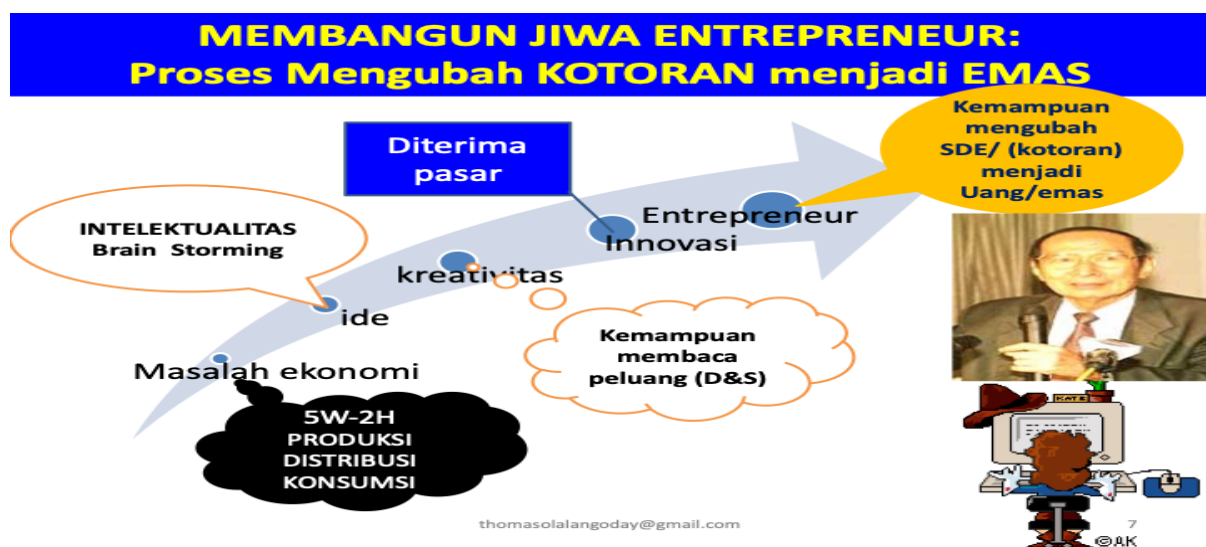 MEMBANGUN JIWA ENTREPRENEUR:
Proses Mengubah KOTORAN menjadi EMAS
Kemampuan
mengubah
SDE/ (kotoran)
menjadi
Uang/emas
Diterima
pasar
Entrepreneur
Innovasi
INTELEKTUALITAS
Brain Storming
kreativitas
ide
Kemampuan
membaca
peluang (D&S)
Masalah ekonomi
5W-2H
PRODUKSI
DISTRIBUSI
KONSUMSI
thomasolalangoday@gmail.com
7
©AK